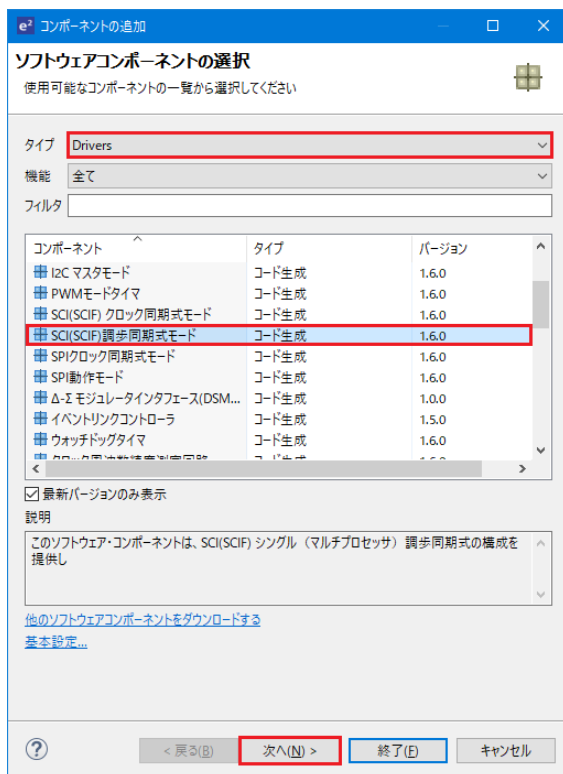 e² コンポーネントの追加
ソフトウェアコンポーネントの選択
使用可能なコンポーネントの一覧から選択してください
タイプ Drivers
機能 全て
フィルタ
コンポーネント タイプ バージョン
I2C マスタモード コード生成 1.6.0
PWMモードタイマ コード生成 1.6.0
SCI(SCIF) クロック同期式モード コード生成 1.6.0
SCI(SCIF)調歩同期式モード コード生成 1.6.0
SPIクロック同期式モード コード生成 1.6.0
SPI動作モード コード生成 1.6.0
Δ-Σ モジュレータインタフェース(DSM... コード生成 1.0.0
イベントリンクコントローラ コード生成 1.5.0
ウォッチドッグタイマ コード生成 1.6.0
最新バージョンのみ表示
説明
このソフトウェア・コンポーネントは、SCI(SCIF) シングル（マルチプロセッサ）調歩同期式の構成を
提供し
他のソフトウェアコンポーネントをダウンロードする
基本設定...
? < 戻る(B) 次へ(N) > 終了(F) キャンセル